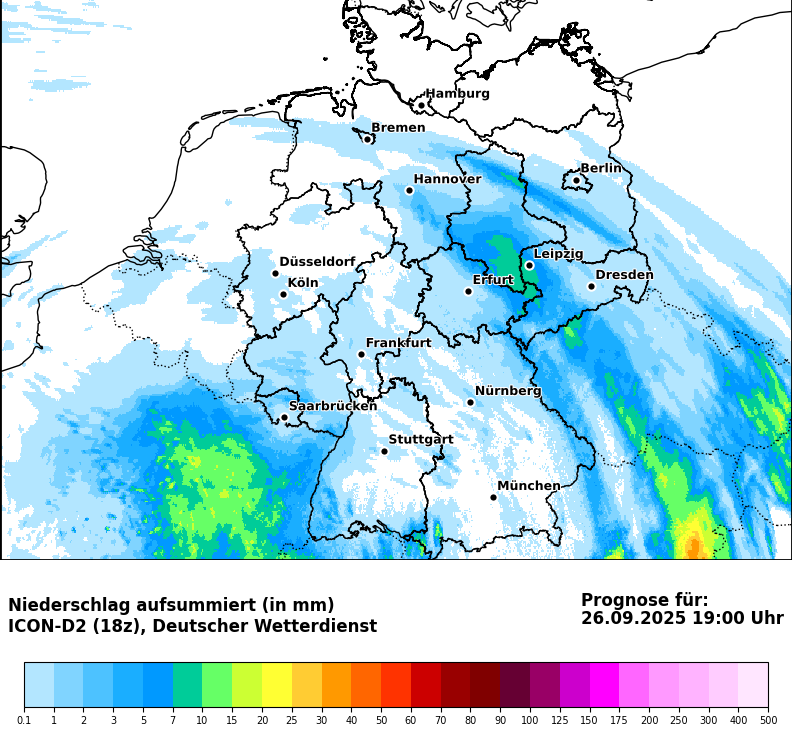 Hamburg
Bremen
Berlin
Hannover
Leipzig
Düsseldorf
Dresden
Erfurt
Köln
Frankfurt
Nürnberg
Saarbrücken
Stuttgart
München
Niederschlag aufsummiert (in mm)
ICON-D2 (18z), Deutscher Wetterdienst
Prognose für:
26.09.2025 19:00 Uhr
0.1 1 2 3 5 7 10 15 20 25 30 40 50 60 70 80 90 100 125 150 175 200 250 300 400 500